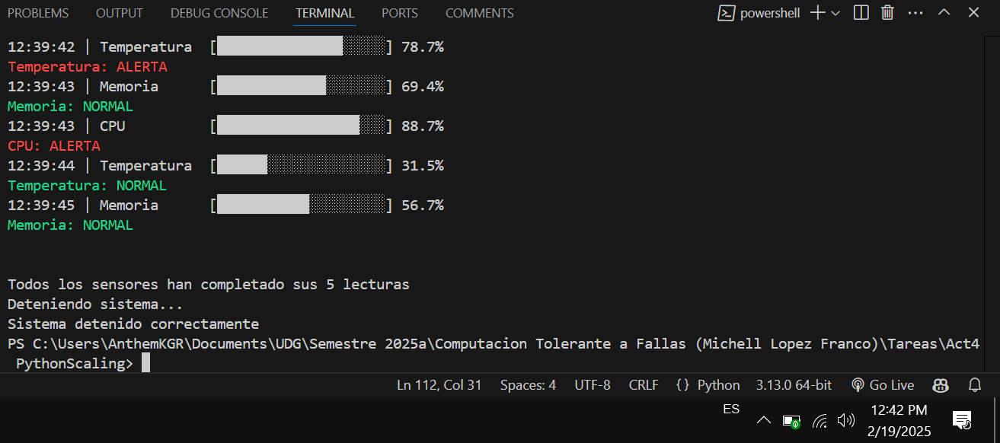 PROBLEMS OUTPUT DEBUG CONSOLE TERMINAL PORTS COMMENTS powershell
12:39:42 | Temperatura [] 78.7%
Temperatura: ALERTA
12:39:43 | Memoria [] 69.4%
Memoria: NORMAL
12:39:43 | CPU [] 88.7%
CPU: ALERTA
12:39:44 | Temperatura [] 31.5%
Temperatura: NORMAL
12:39:45 | Memoria [] 56.7%
Memoria: NORMAL
Todos los sensores han completado sus 5 lecturas
Deteniendo sistema...
Sistema detenido correctamente
PS C:\Users\AnthemKGR\Documents\UDG\Semestre 2025a\Computacion Tolerante a Fallas (Michell Lopez Franco)\Tareas\Act4
PythonScaling>
Ln 112, Col 31 Spaces: 4 UTF-8 CRLF {} Python 3.13.0 64-bit Go Live
ES 12:42 PM
2/19/2025